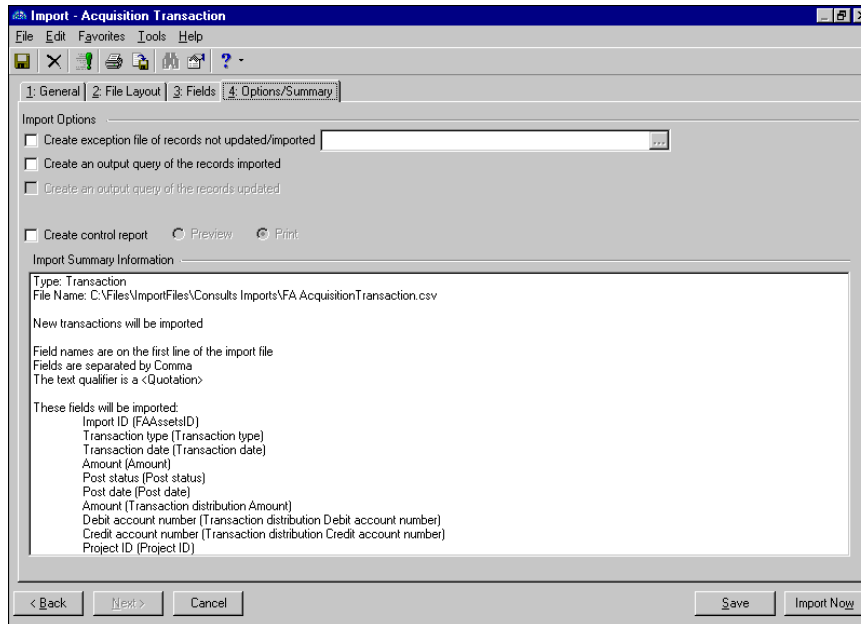 Import - Acquisition Transaction
File Edit Favorites Tools Help
1: General 2: File Layout 3: Fields 4: Options/Summary
Import Options
Create exception file of records not updated/imported ...
Create an output query of the records imported
Create an output query of the records updated
Create control report Preview Print
Import Summary Information
Type: Transaction
File Name: C:\Files\ImportFiles\Consults Imports\FA AcquisitionTransaction.csv
New transactions will be imported
Field names are on the first line of the import file
Fields are separated by Comma
The text qualifier is a <Quotation>
These fields will be imported:
Import ID (FAAssetsID)
Transaction type (Transaction type)
Transaction date (Transaction date)
Amount (Amount)
Post status (Post status)
Post date (Post date)
Amount (Transaction distribution Amount)
Debit account number (Transaction distribution Debit account number)
Credit account number (Transaction distribution Credit account number)
Project ID (Project ID)
< Back Next > Cancel Save Import Now